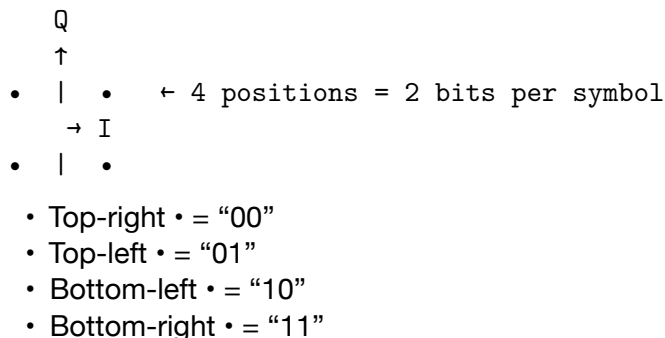 Q
↑
• | • ← 4 positions = 2 bits per symbol
→ I
• | •
• Top-right • = “00”
• Top-left • = “01”
• Bottom-left • = “10”
• Bottom-right • = “11”